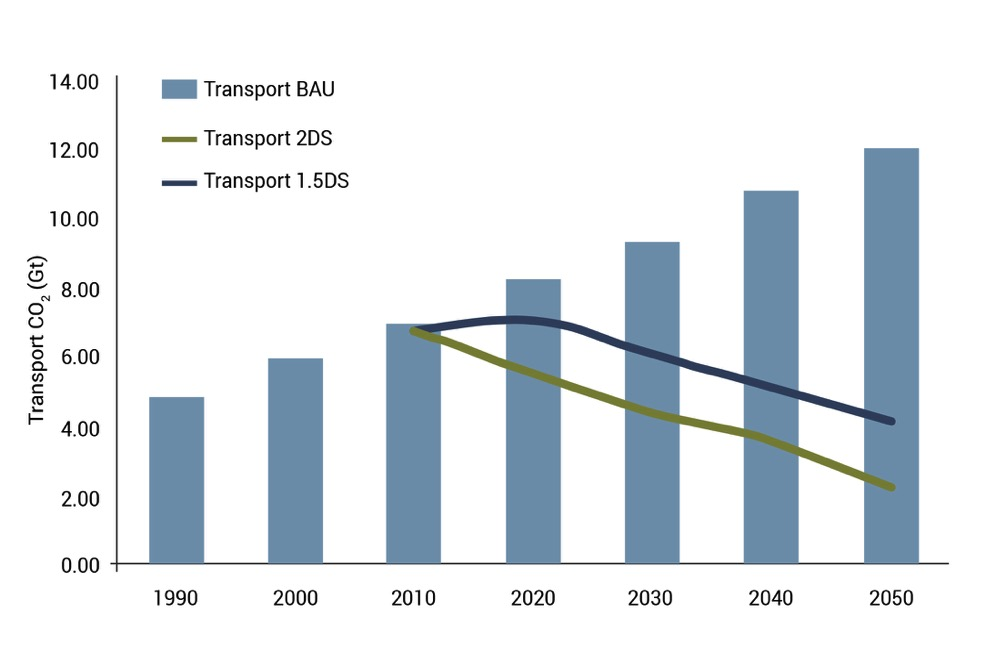 14.00
12.00
10.00
8.00
6.00
4.00
2.00
0.00
Transport CO₂ (Gt)
Transport BAU
Transport 2DS
Transport 1.5DS
1990 2000 2010 2020 2030 2040 2050